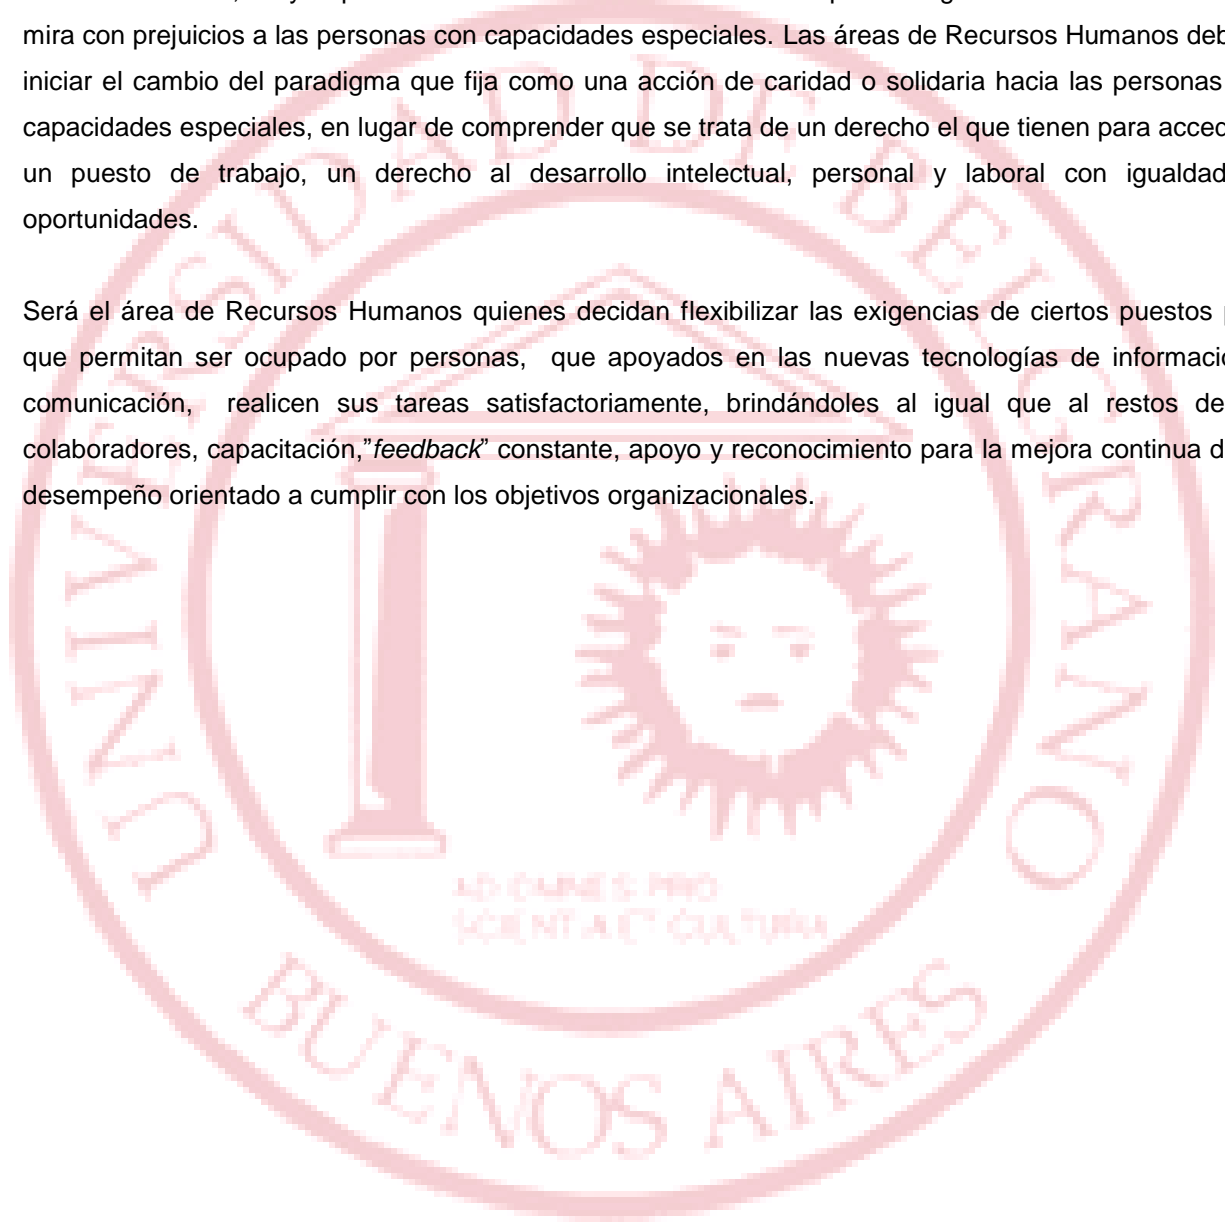 mira con prejuicios a las personas con capacidades especiales. Las áreas de Recursos Humanos deb
iniciar el cambio del paradigma que fija como una acción de caridad o solidaria hacia las personas
capacidades especiales, en lugar de comprender que se trata de un derecho el que tienen para acced
un puesto de trabajo, un derecho al desarrollo intelectual, personal y laboral con igualdad
oportunidades.
Será el área de Recursos Humanos quienes decidan flexibilizar las exigencias de ciertos puestos p
que permitan ser ocupado por personas, que apoyados en las nuevas tecnologías de informació
comunicación, realicen sus tareas satisfactoriamente, brindándoles al igual que al restos de
colaboradores, capacitación,”feedback” constante, apoyo y reconocimiento para la mejora continua d
desempeño orientado a cumplir con los objetivos organizacionales.
UNIVERSIDAD DE BELGRANO
AD OMNES PRO
SCIENTIA ET CULTURA
BUENOS AIRES